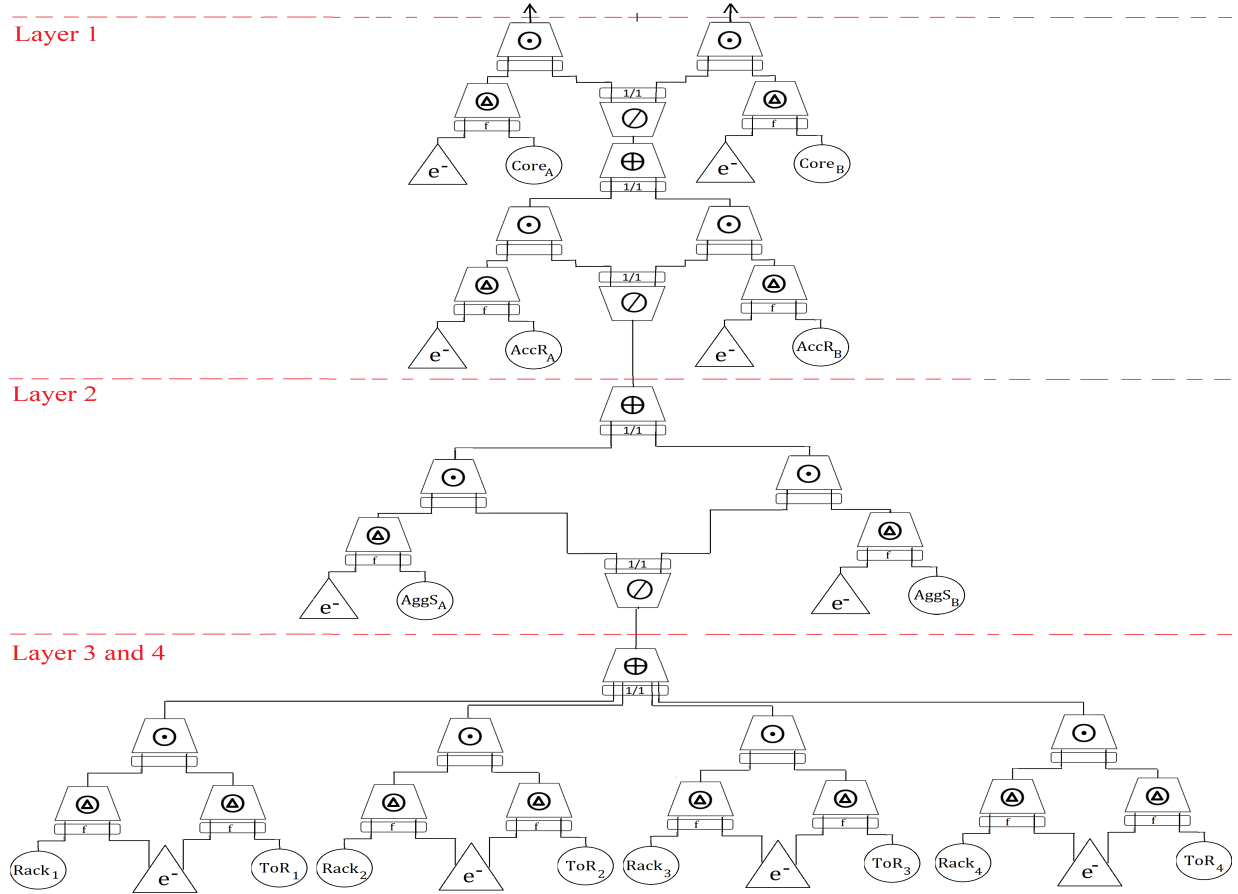 Layer 1
1/1
f
f
e-
CoreA
e-
CoreB
1/1
1/1
f
f
e-
AccRA
e-
AccRB
Layer 2
1/1
f
1/1
f
e-
AggSA
e-
AggSB
Layer 3 and 4
1/1
f
f
f
f
f
f
f
f
Rack1
e-
ToR1
Rack2
e-
ToR2
Rack3
e-
ToR3
Rack4
e-
ToR4